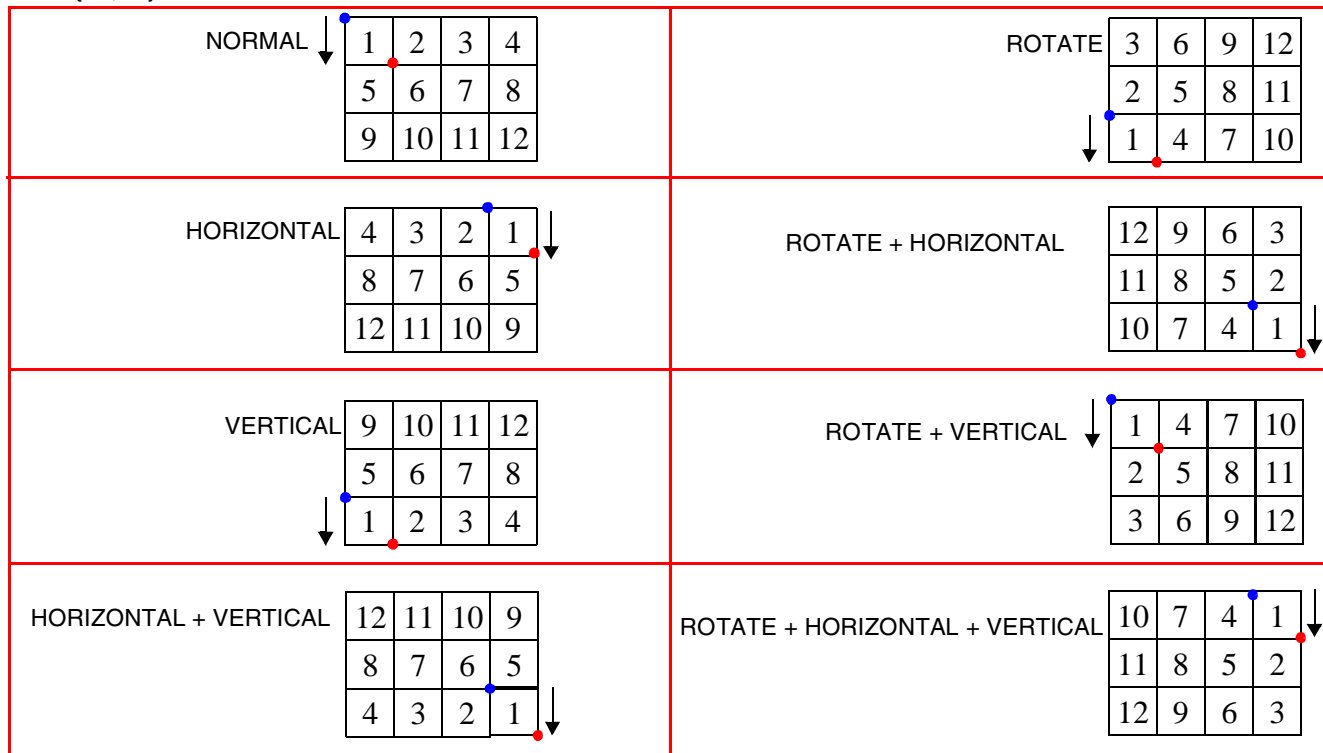 NORMAL
1 2 3 4
5 6 7 8
9 10 11 12
ROTATE
3 6 9 12
2 5 8 11
1 4 7 10
HORIZONTAL
4 3 2 1
8 7 6 5
12 11 10 9
ROTATE + HORIZONTAL
12 9 6 3
11 8 5 2
10 7 4 1
VERTICAL
9 10 11 12
5 6 7 8
1 2 3 4
ROTATE + VERTICAL
1 4 7 10
2 5 8 11
3 6 9 12
HORIZONTAL + VERTICAL
12 11 10 9
8 7 6 5
4 3 2 1
ROTATE + HORIZONTAL + VERTICAL
10 7 4 1
11 8 5 2
12 9 6 3